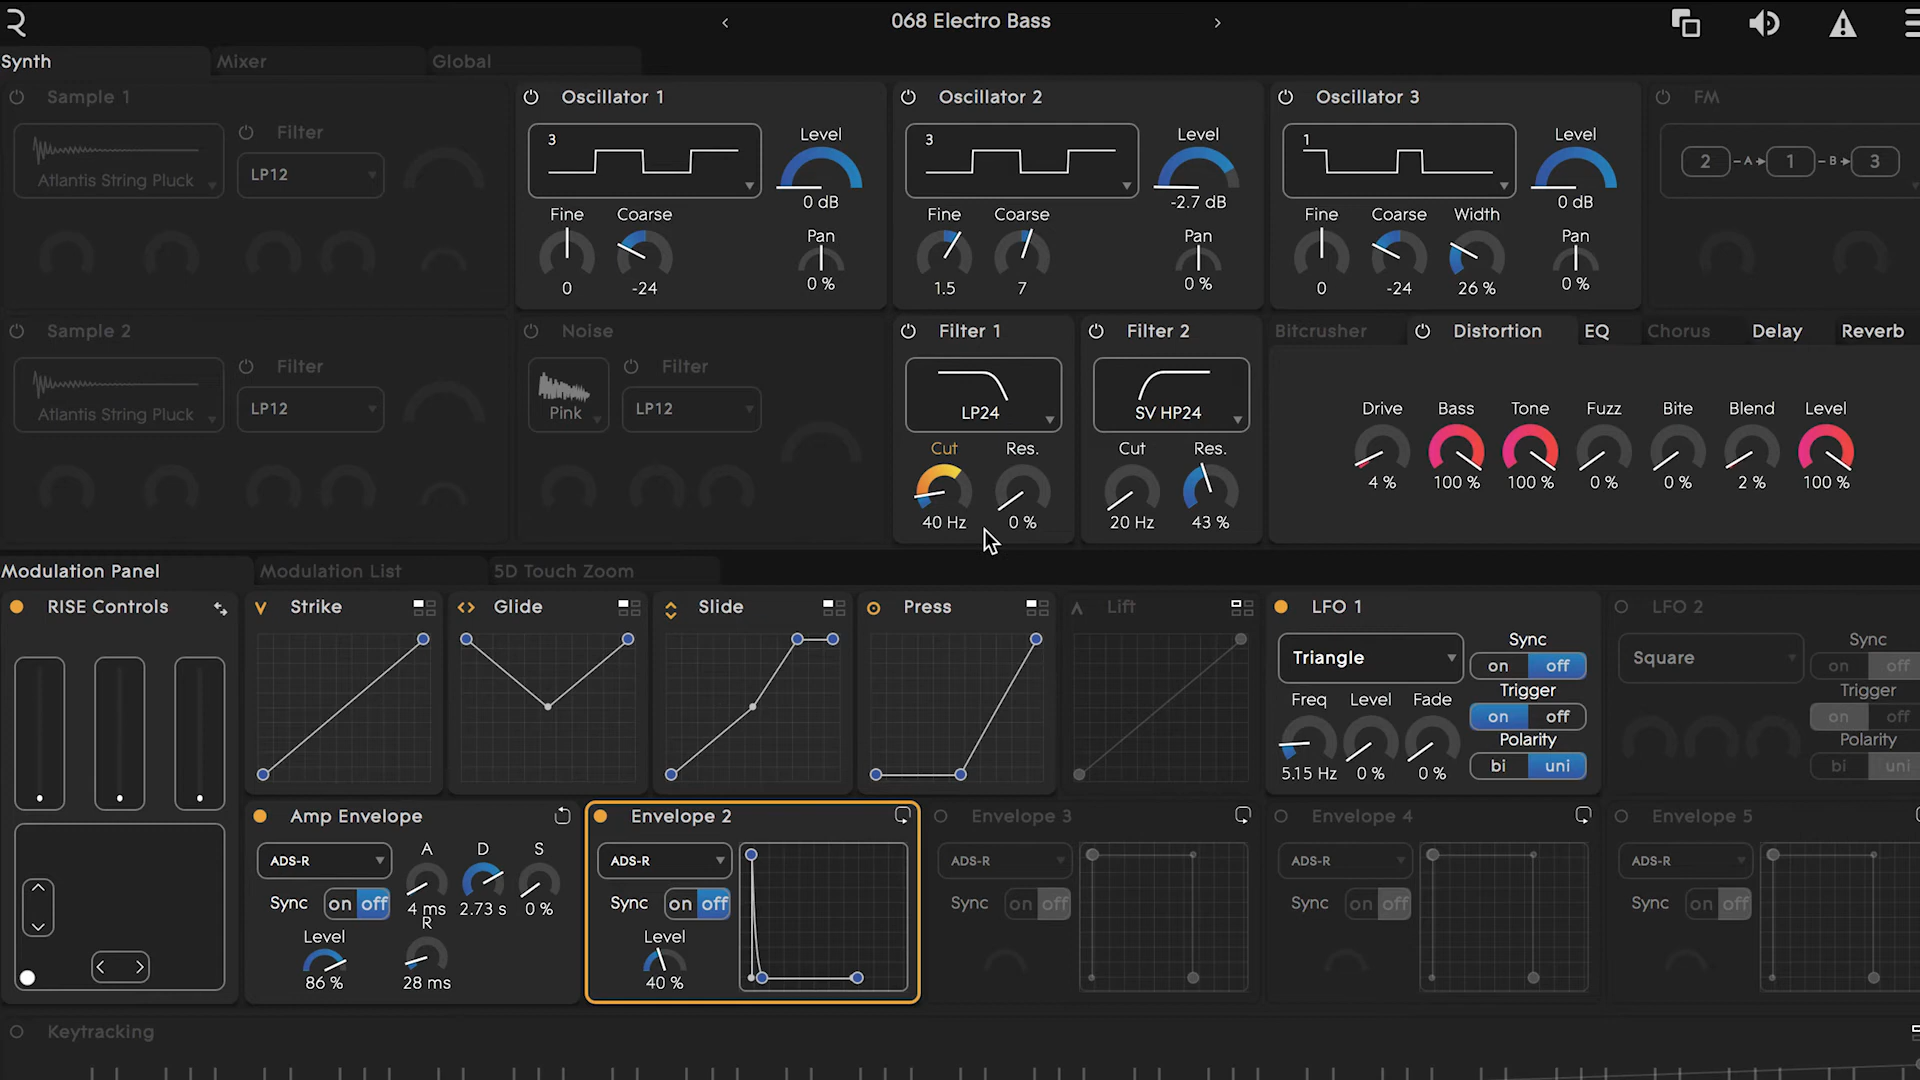 068 Electro Bass
Synth Mixer Global
Sample 1
Filter
Atlantis String Pluck
LP12
Oscillator 1
3
Level
0 dB
Fine Coarse
Pan
0 -24
0 %
Oscillator 2
3
Level
-2.7 dB
Fine Coarse
Pan
1.5 7
0 %
Oscillator 3
1
Level
0 dB
Fine Coarse Width
Pan
0 -24 26 %
0 %
FM
2 -A 1 -B 3
Sample 2
Filter
Atlantis String Pluck
LP12
Noise
Filter
Pink
LP12
Filter 1
LP24
Cut Res.
40 Hz 0 %
Filter 2
SV HP24
Cut Res.
20 Hz 43 %
Bitcrusher Distortion EQ Chorus Delay Reverb
Drive Bass Tone Fuzz Bite Blend Level
4 % 100 % 100 % 0 % 0 % 2 % 100 %
Modulation Panel Modulation List 5D Touch Zoom
RISE Controls
Strike
Glide
Slide
Press
Lift
LFO 1
Triangle
Sync
on off
Trigger
on off
Polarity
bi uni
Freq Level Fade
5.15 Hz 0 % 0 %
LFO 2
Square
Sync
on off
Trigger
on off
Polarity
bi uni
Amp Envelope
ADS-R
A D S
Sync on off
4 ms 2.73 s 0 %
Level
R
86 %
28 ms
Envelope 2
ADS-R
Sync on off
Level
40 %
Envelope 3
ADS-R
Sync on off
Envelope 4
ADS-R
Sync on off
Envelope 5
ADS-R
Sync on off
Keytracking